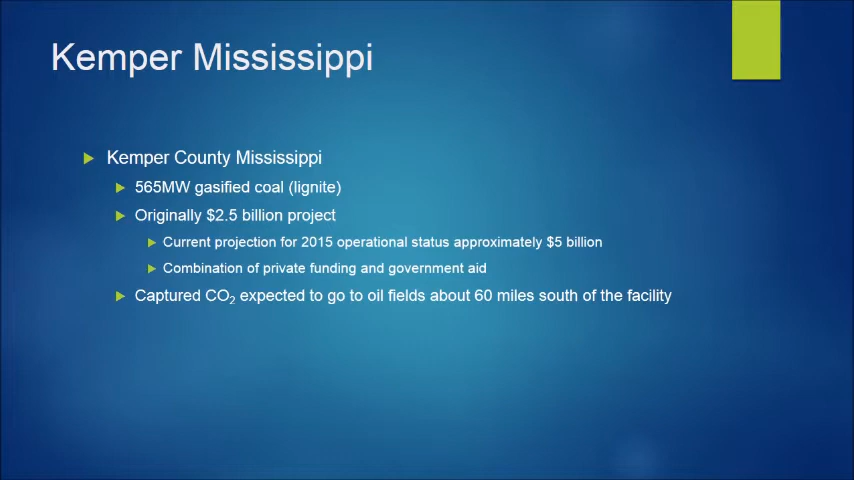 Kemper Mississippi
Kemper County Mississippi
565MW gasified coal (lignite)
Originally $2.5 billion project
Current projection for 2015 operational status approximately $5 billion
Combination of private funding and government aid
Captured CO₂ expected to go to oil fields about 60 miles south of the facility